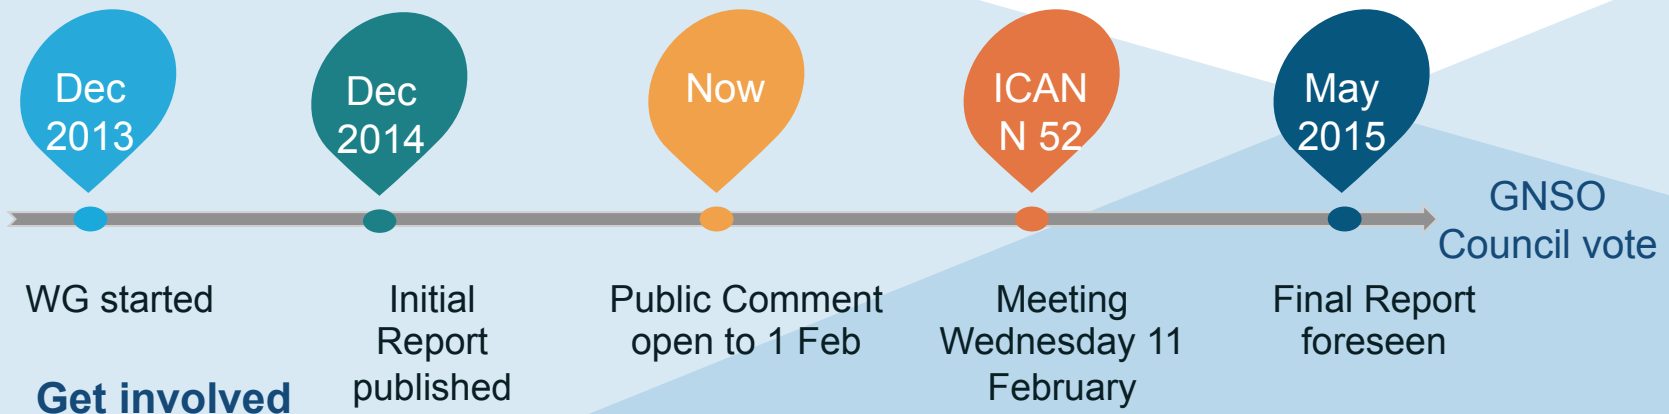 Dec
2013
Dec
2014
Now
ICAN
N 52
May
2015
GNSO
Council vote
WG started
Initial
Report
published
Public Comment
open to 1 Feb
Meeting
Wednesday 11
February
Final Report
foreseen
Get involved